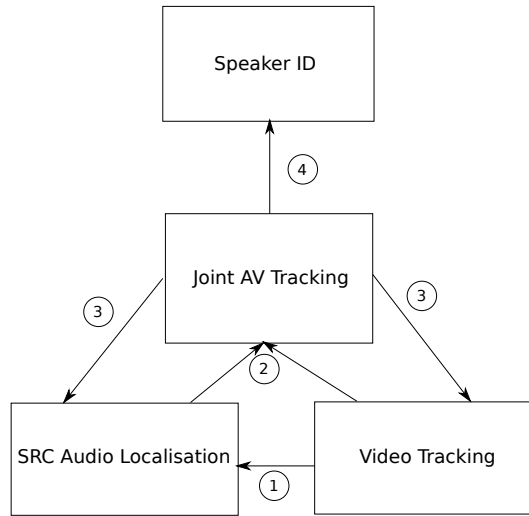 Speaker ID
4
Joint AV Tracking
3
3
2
SRC Audio Localisation
Video Tracking
1